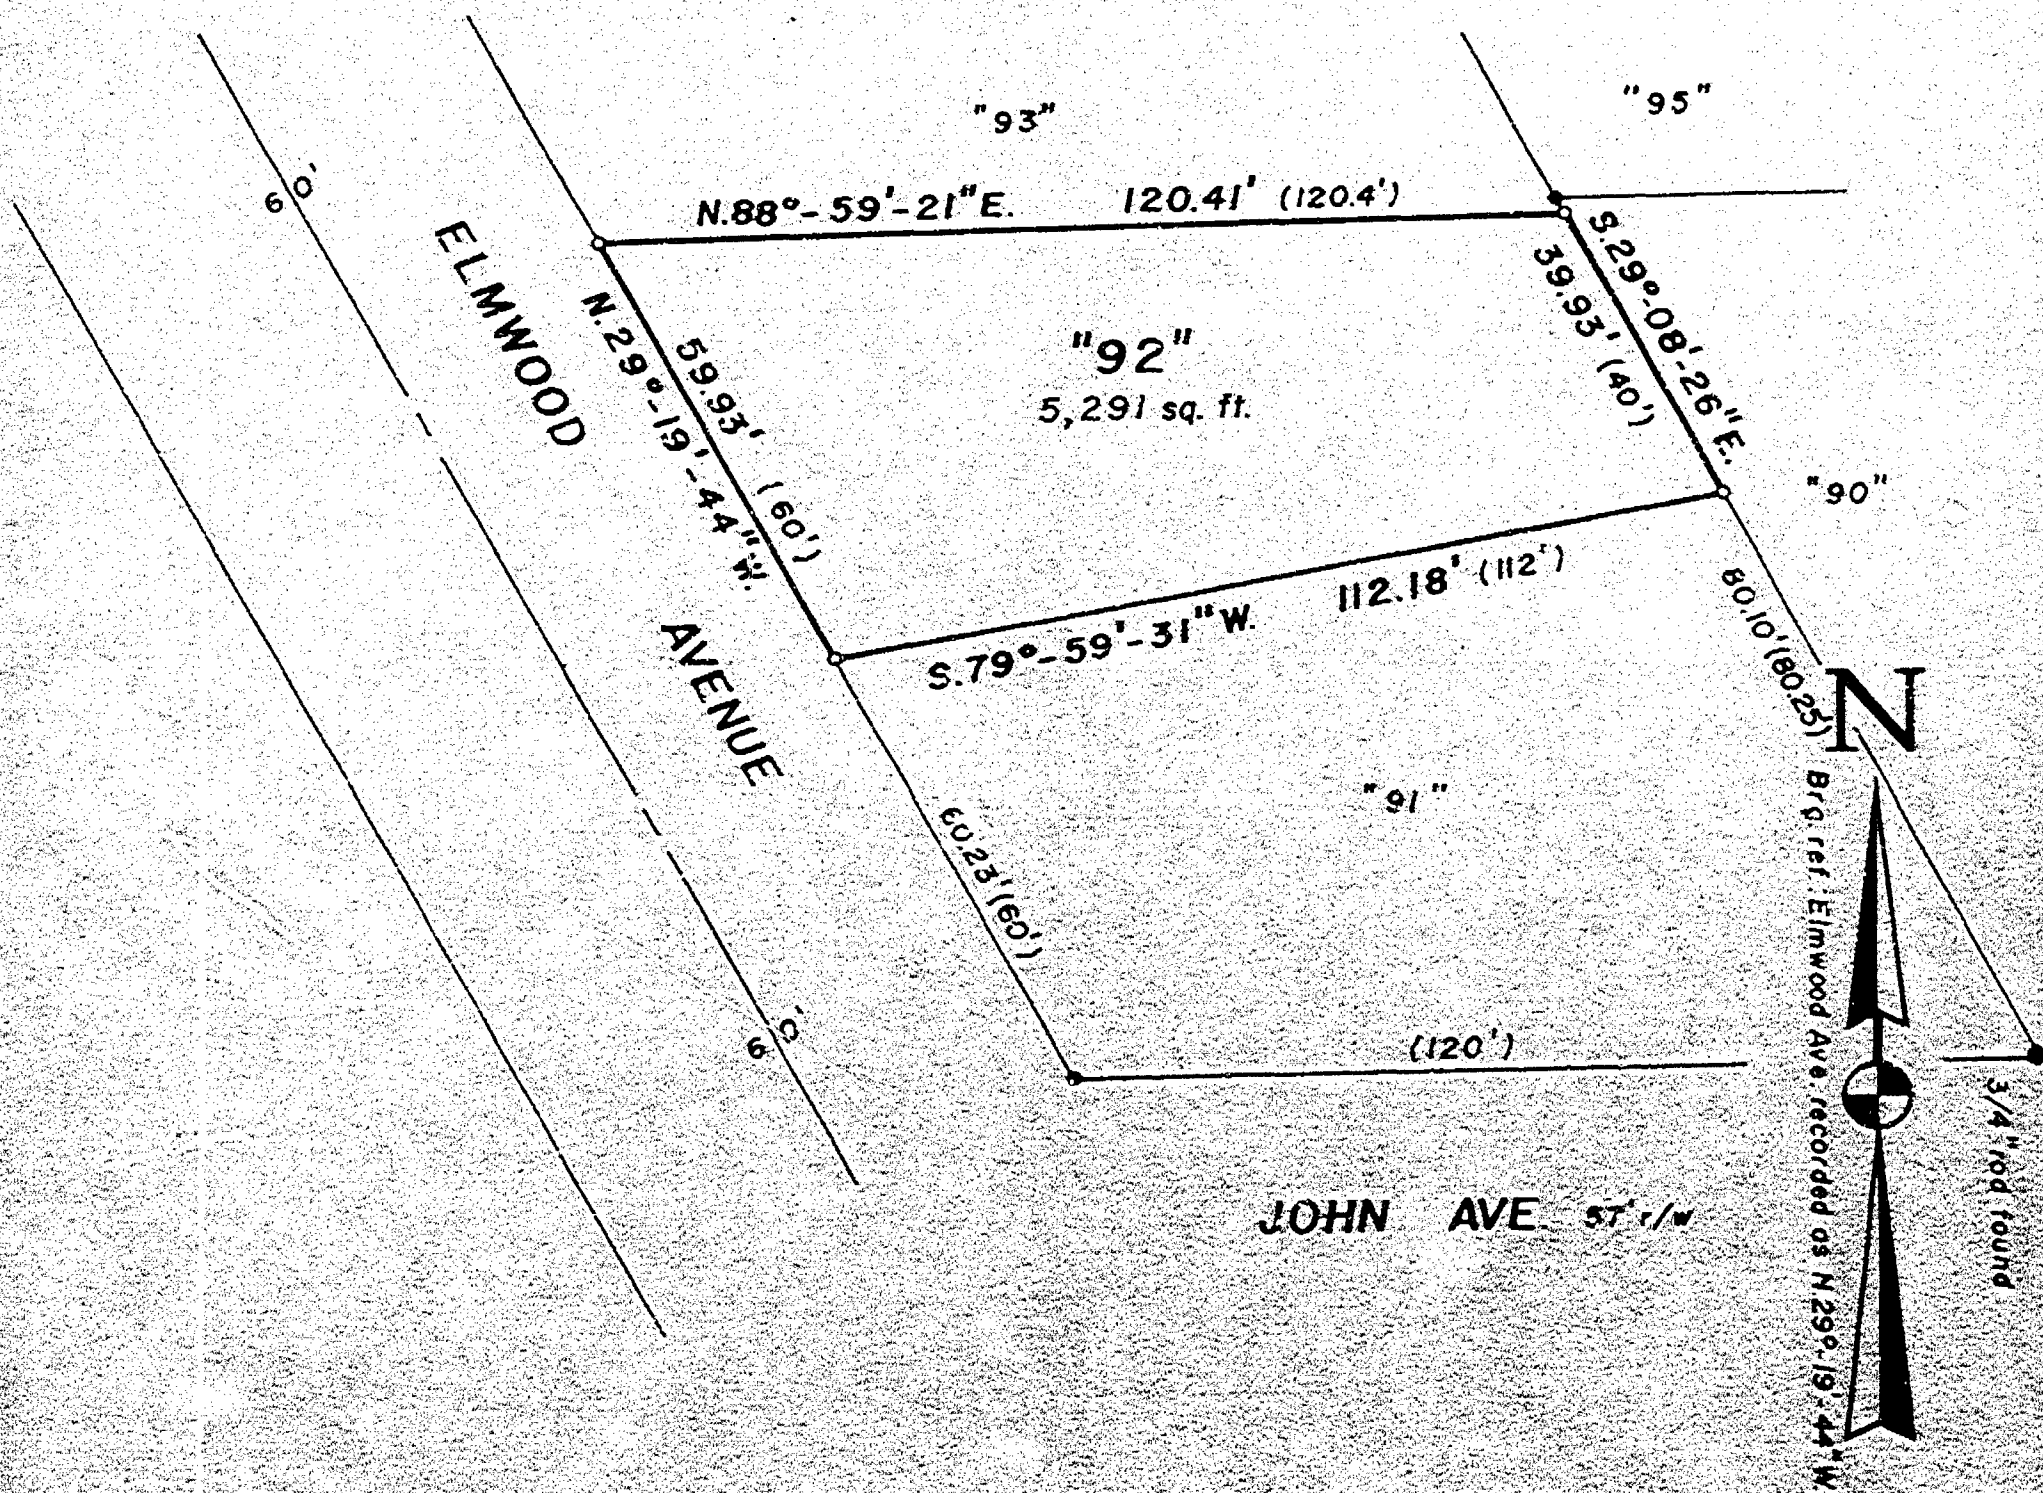 "93"
"95"
60'
N.88°-59'-21"E. 120.41' (120.4')
S.29°-08'-26"E.
39.93' (40')
ELMWOOD
AVENUE
59.93' (60')
N.29°-19'-44"W.
"92"
5,291 sq. ft.
"90"
112.18' (112')
S.79°-59'-31"W.
80.10' (80.25')
N
"91"
60.23' (60')
60'
(120')
JOHN AVE. 57' r/w
Brg. ref.: Elmwood Ave. recorded as N.29°-19'-44"W.
3/4" rod found